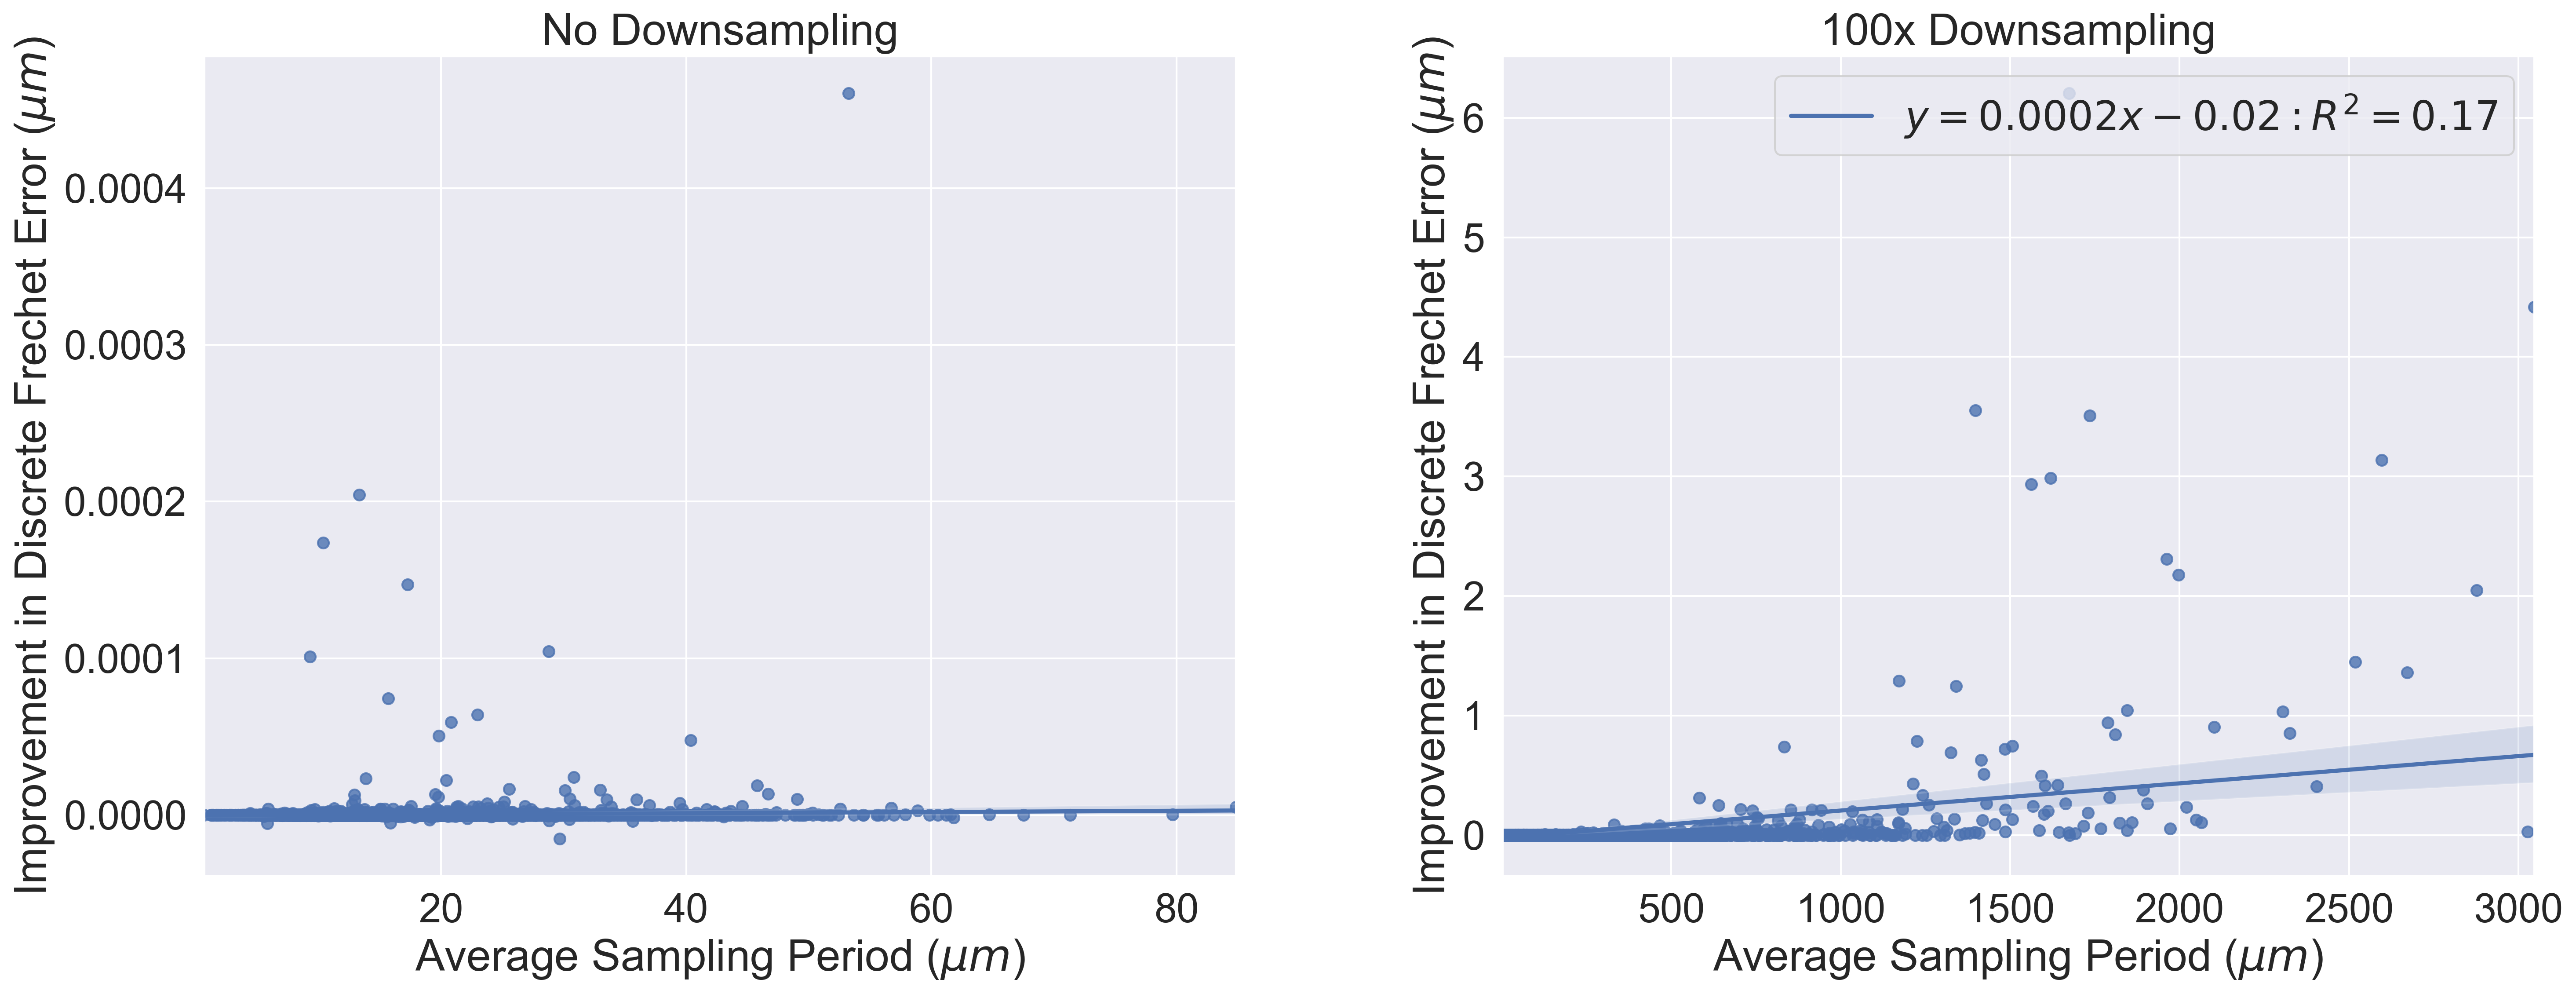 No Downsampling
Improvement in Discrete Frechet Error (μm)
0.0004
0.0003
0.0002
0.0001
0.0000
20 40 60 80
Average Sampling Period (μm)
100x Downsampling
Improvement in Discrete Frechet Error (μm)
y = 0.0002x − 0.02 : R² = 0.17
6
5
4
3
2
1
0
500 1000 1500 2000 2500 3000
Average Sampling Period (μm)